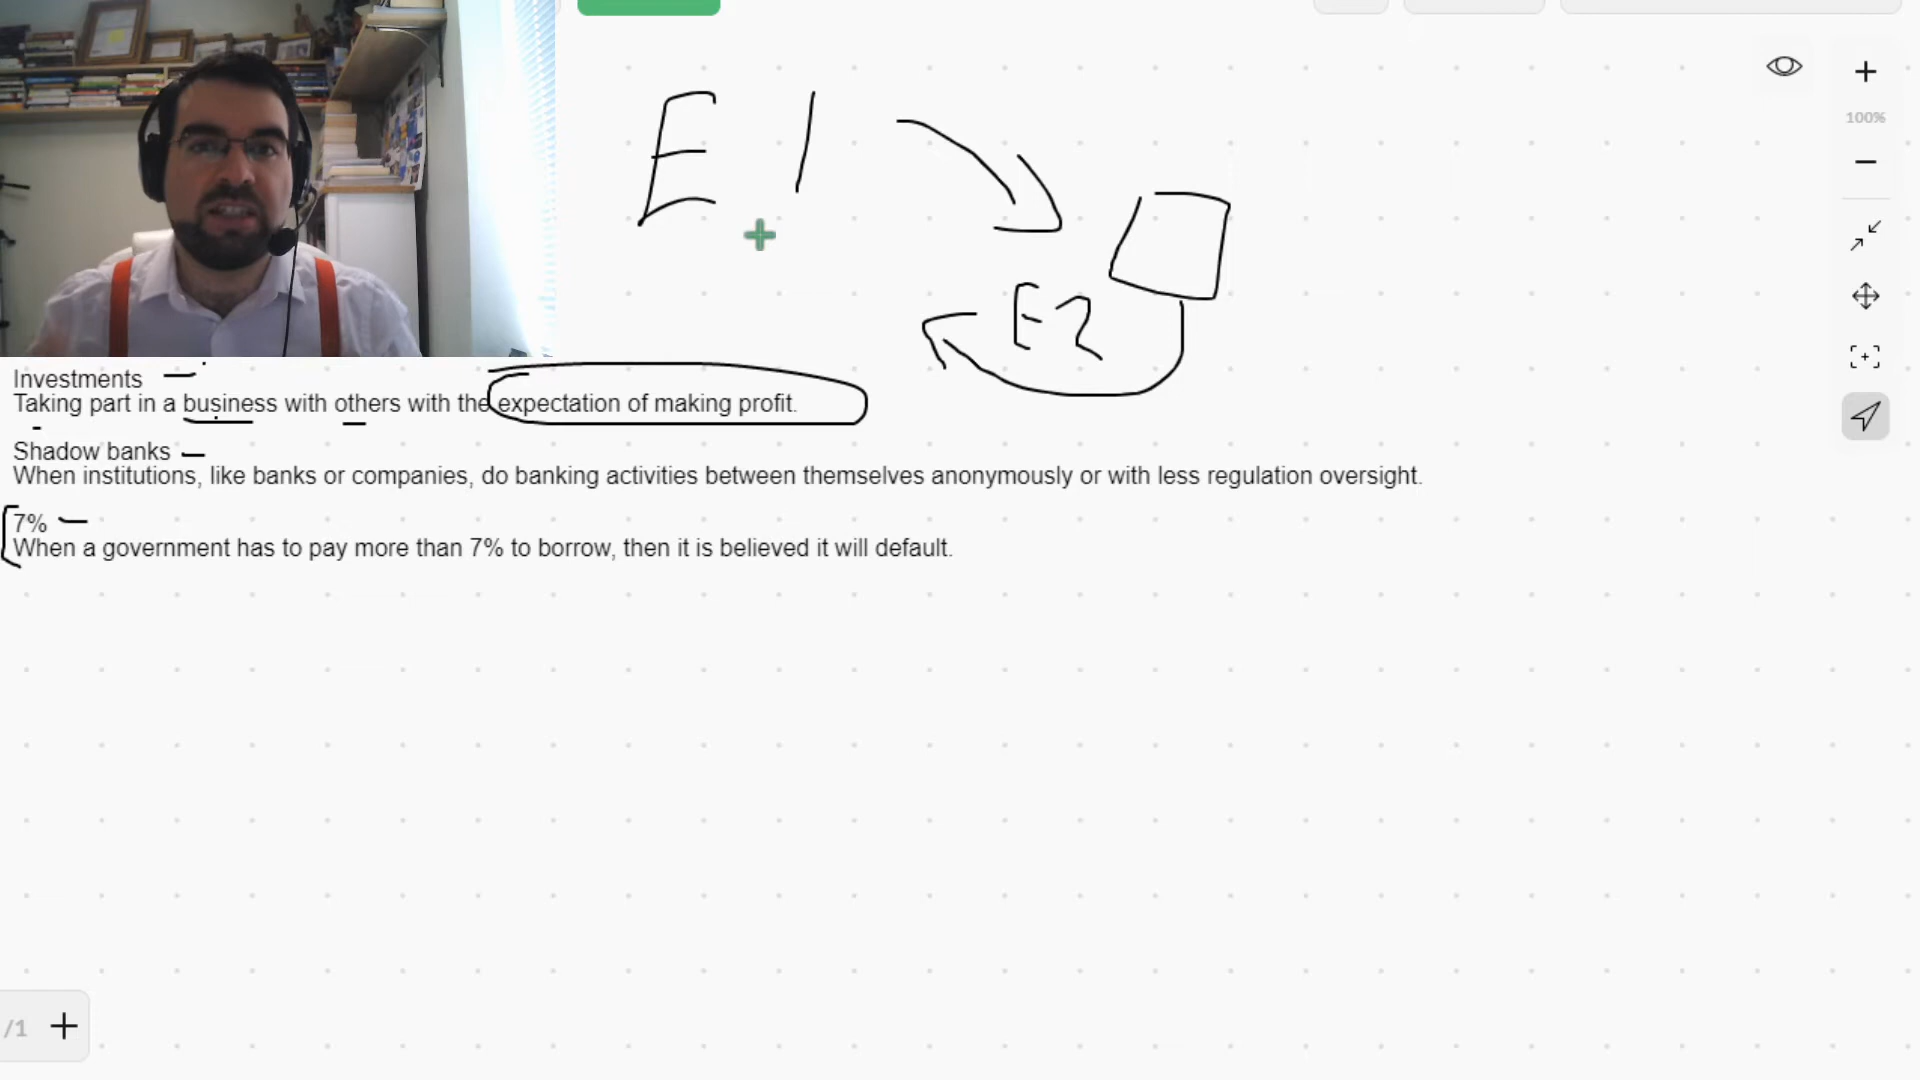 E 1
E2
100%
Investments
Taking part in a business with others with the expectation of making profit.
Shadow banks
When institutions, like banks or companies, do banking activities between themselves anonymously or with less regulation oversight.
7%
When a government has to pay more than 7% to borrow, then it is believed it will default.
/1